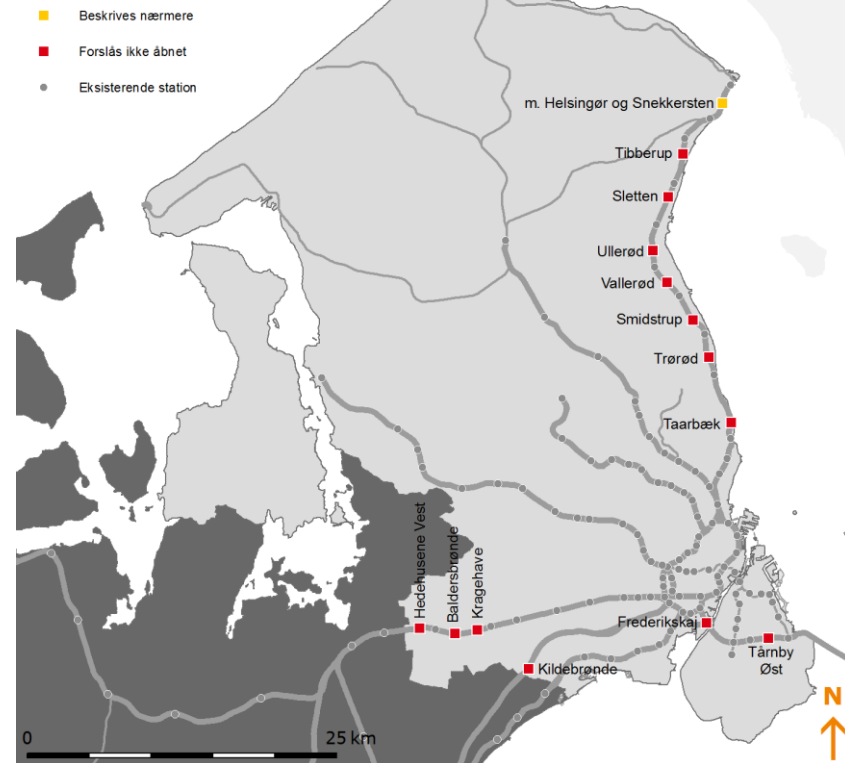 Beskrives nærmere
Forslås ikke åbnet
Eksisterende station
m. Helsingør og Snekkersten
Tibberup
Sletten
Ullerød
Vallerød
Smidstrup
Trørød
Taarbæk
Hedehusene Vest
Baldersbrønde
Kragehave
Frederikskaj
Tårnby
Øst
Kildebrønde
N
0
25 km